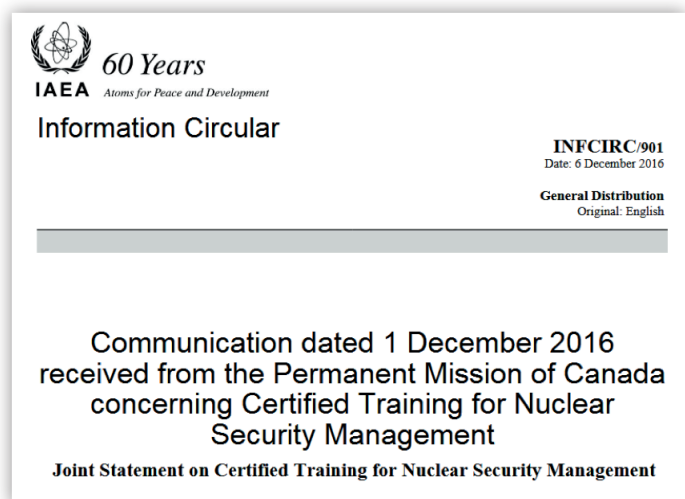 60 Years
IAEA Atoms for Peace and Development
Information Circular
INFCIRC/901
Date: 6 December 2016
General Distribution
Original: English
Communication dated 1 December 2016
received from the Permanent Mission of Canada
concerning Certified Training for Nuclear
Security Management
Joint Statement on Certified Training for Nuclear Security Management